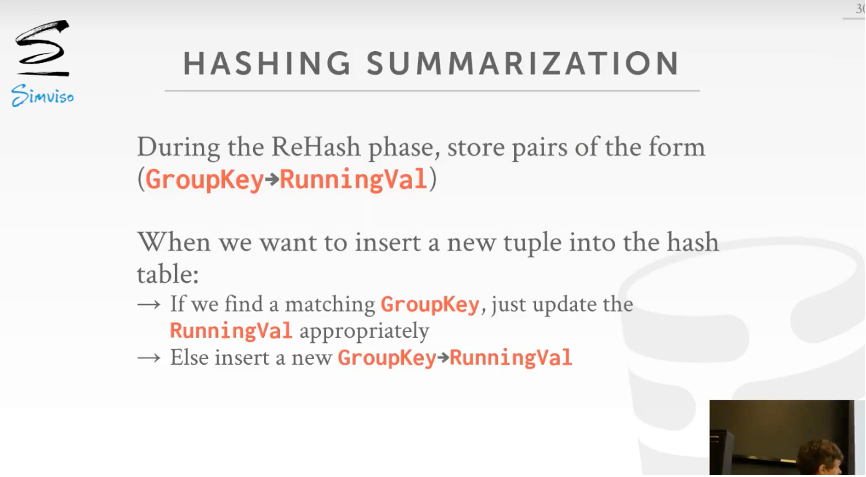 30
Simviso
HASHING SUMMARIZATION
During the ReHash phase, store pairs of the form
(GroupKey→RunningVal)
When we want to insert a new tuple into the hash
table:
→ If we find a matching GroupKey, just update the
RunningVal appropriately
→ Else insert a new GroupKey→RunningVal